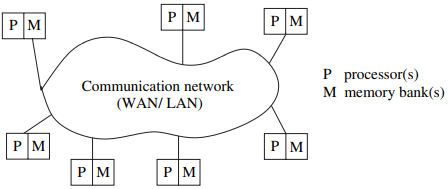 P M
P M
P M
Communication network
(WAN/ LAN)
P processor(s)
M memory bank(s)
P M
P M
P M
P M